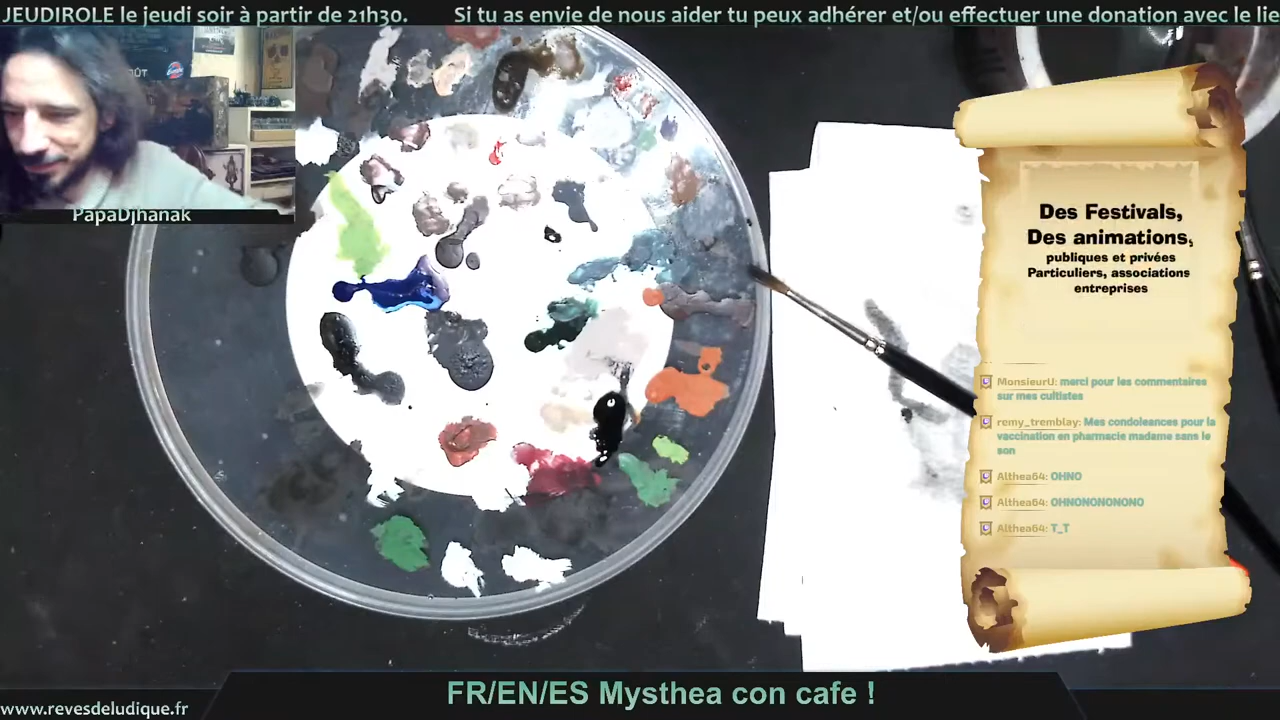 JEUDIROLE le jeudi soir à partir de 21h30. Si tu as envie de nous aider tu peux adhérer et/ou effectuer une donation avec le lie
PapaDjhanak
Des Festivals,
Des animations,
publiques et privées
Particuliers, associations
entreprises
MonsieurU: merci pour les commentaires
sur mes cultistes
remy_tremblay: Mes condoleances pour la
vaccination en pharmacie madame sans le
son
Althea64: OHNO
Althea64: OHNONONONONO
Althea64: T_T
FR/EN/ES Mysthea con cafe !
www.revesdeludique.fr